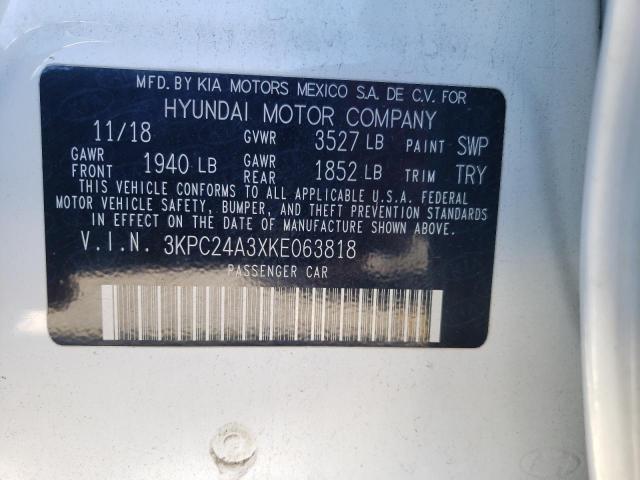 MFD. BY KIA MOTORS MEXICO S.A. DE C.V. FOR
HYUNDAI MOTOR COMPANY
11/18 GVWR 3527 LB PAINT SWP
GAWR FRONT 1940 LB GAWR REAR 1852 LB TRIM TRY
THIS VEHICLE CONFORMS TO ALL APPLICABLE U.S.A. FEDERAL
MOTOR VEHICLE SAFETY, BUMPER, AND THEFT PREVENTION STANDARDS
IN EFFECT ON THE DATE OF MANUFACTURE SHOWN ABOVE.
V.I.N. 3KPC24A3XKE063818
PASSENGER CAR